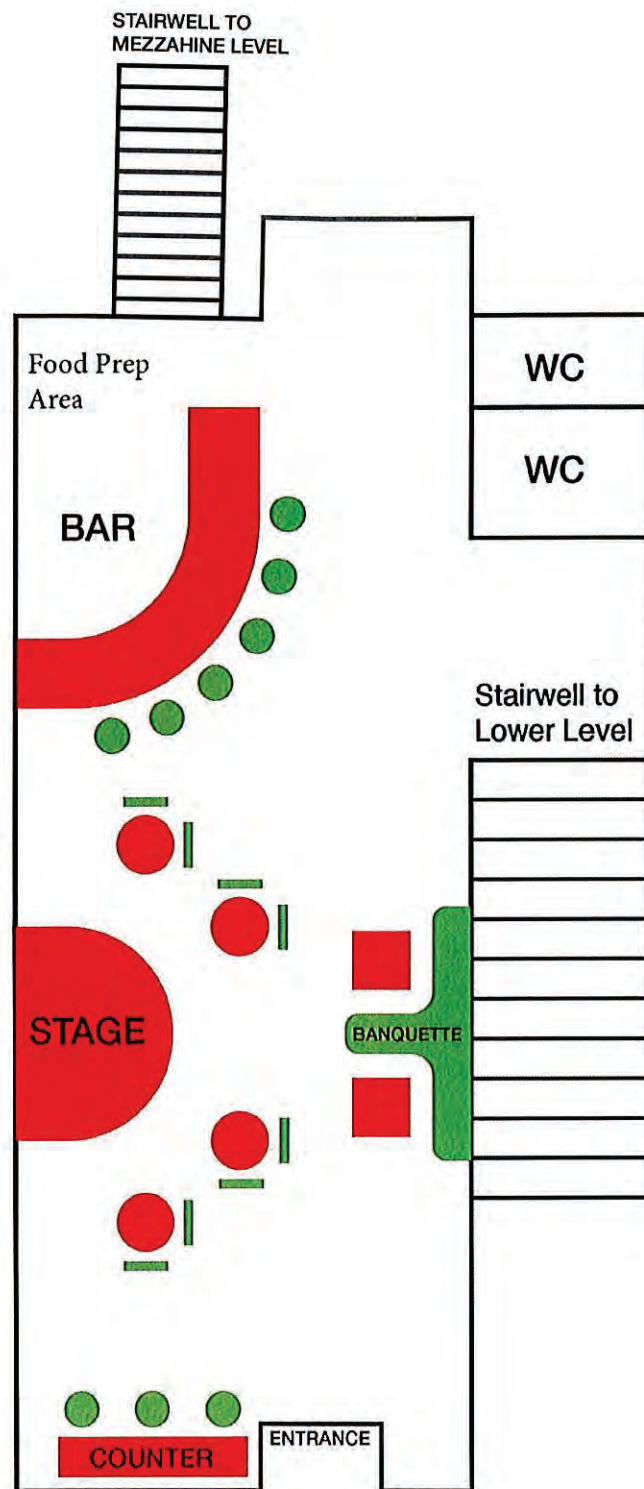 STAIRWELL TO
MEZZAHINE LEVEL
Food Prep
Area
WC
WC
BAR
Stairwell to
Lower Level
STAGE
BANQUETTE
ENTRANCE
COUNTER